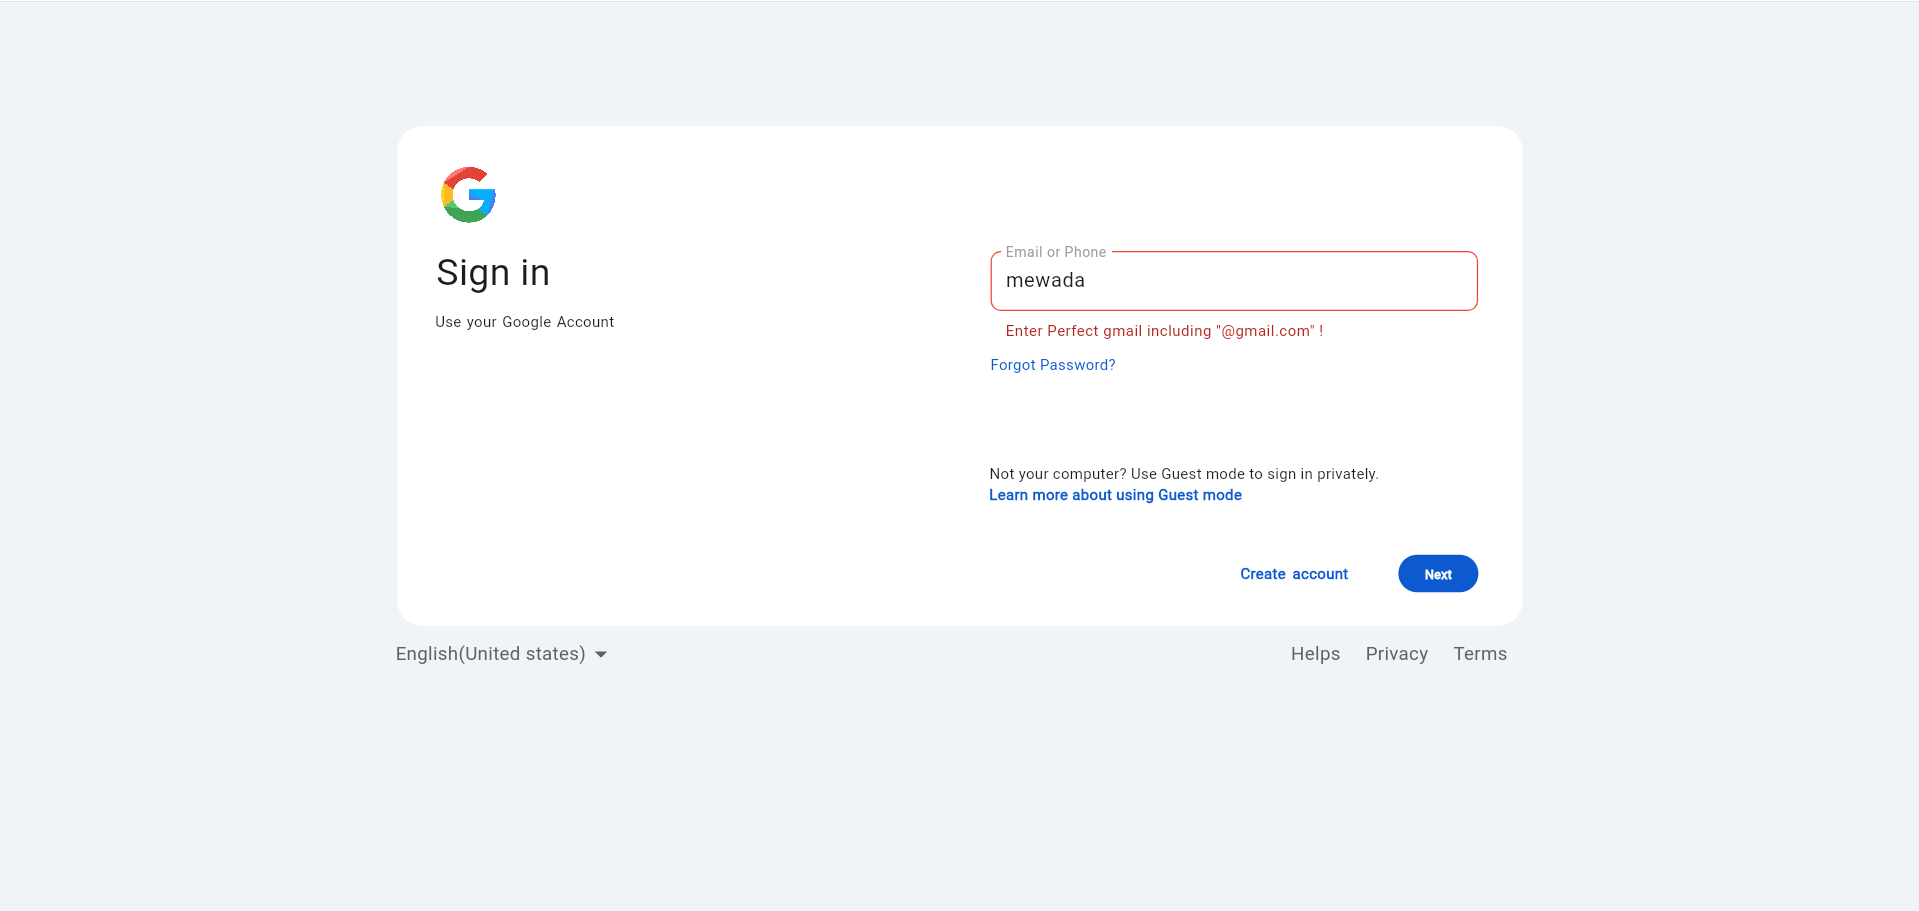 Sign in
Use your Google Account
Email or Phone
mewada
Enter Perfect gmail including "@gmail.com" !
Forgot Password?
Not your computer? Use Guest mode to sign in privately.
Learn more about using Guest mode
Create account
Next
English(United states)
Helps Privacy Terms